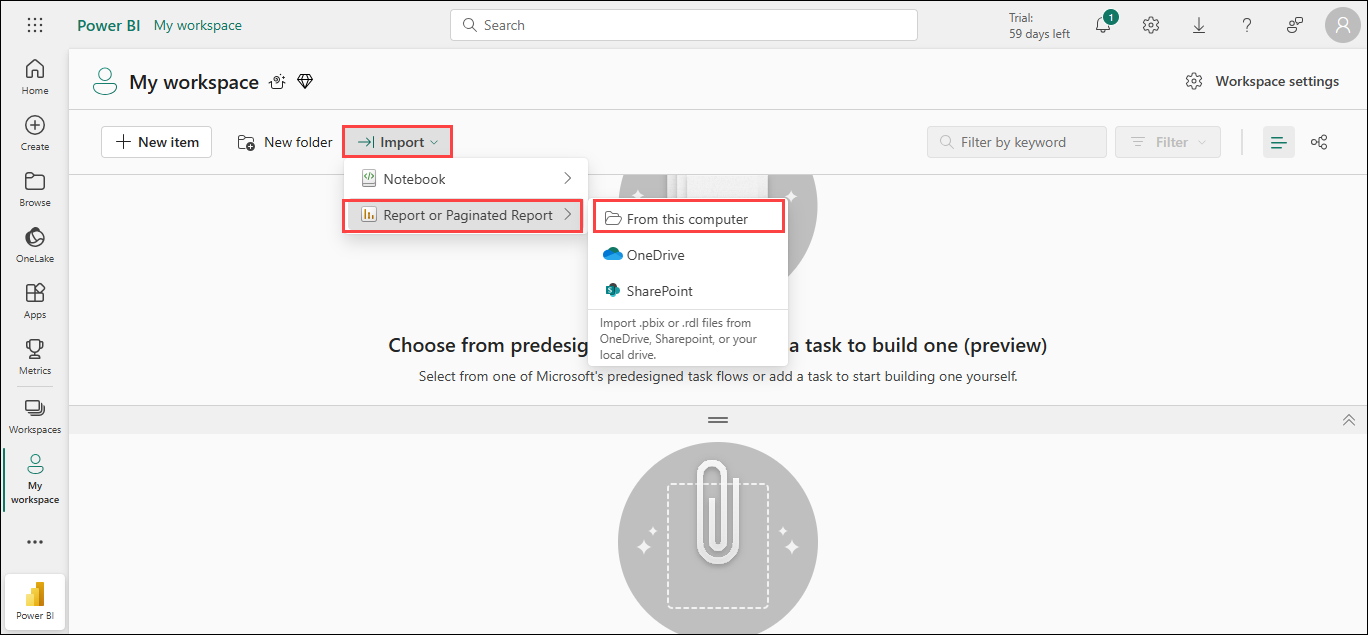 Power BI My workspace
Search
Trial:
59 days left
1
Home
Create
Browse
OneLake
Apps
Metrics
Workspaces
My
workspace
Power BI
My workspace
Workspace settings
New item
New folder
Import
Filter by keyword
Filter
Notebook
Report or Paginated Report
From this computer
OneDrive
SharePoint
Import .pbix or .rdl files from
OneDrive, Sharepoint, or your
local drive.
Choose from predesig a task to build one (preview)
Select from one of Microsoft's predesigned task flows or add a task to start building one yourself.